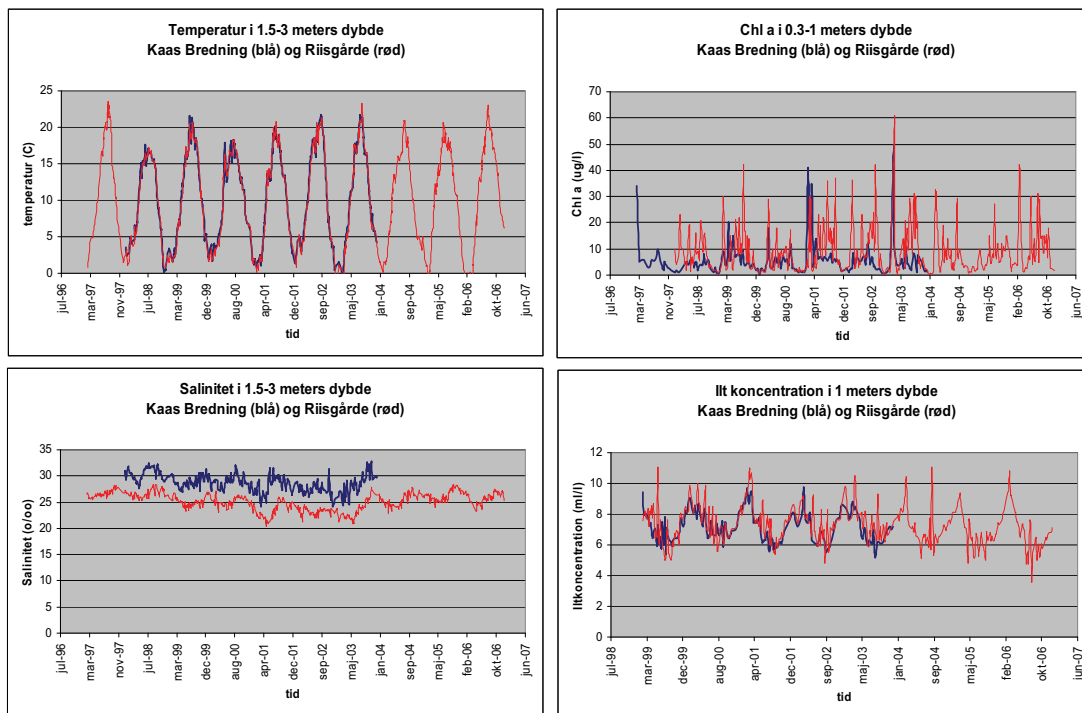 Temperatur i 1.5-3 meters dybde
Kaas Bredning (blå) og Riisgårde (rød)
temperatur (C)
25
20
15
10
5
0
jul-96
mar-97
nov-97
jul-98
mar-99
dec-99
aug-00
apr-01
dec-01
sep-02
maj-03
jan-04
sep-04
maj-05
feb-06
okt-06
jun-07
tid
Chl a i 0.3-1 meters dybde
Kaas Bredning (blå) og Riisgårde (rød)
Chl a (ug/l)
70
60
50
40
30
20
10
0
jul-96
mar-97
nov-97
jul-98
mar-99
dec-99
aug-00
apr-01
dec-01
sep-02
maj-03
jan-04
sep-04
maj-05
feb-06
okt-06
jun-07
tid
Salinitet i 1.5-3 meters dybde
Kaas Bredning (blå) og Riisgårde (rød)
Salinitet (o/oo)
35
30
25
20
15
10
5
0
jul-96
mar-97
nov-97
jul-98
mar-99
dec-99
aug-00
apr-01
dec-01
sep-02
maj-03
jan-04
sep-04
maj-05
feb-06
okt-06
jun-07
tid
Ilt koncentration i 1 meters dybde
Kaas Bredning (blå) og Riisgårde (rød)
Iltkoncentration (ml/l)
12
10
8
6
4
2
0
jul-98
mar-99
dec-99
aug-00
apr-01
dec-01
sep-02
maj-03
jan-04
sep-04
maj-05
feb-06
okt-06
jun-07
tid